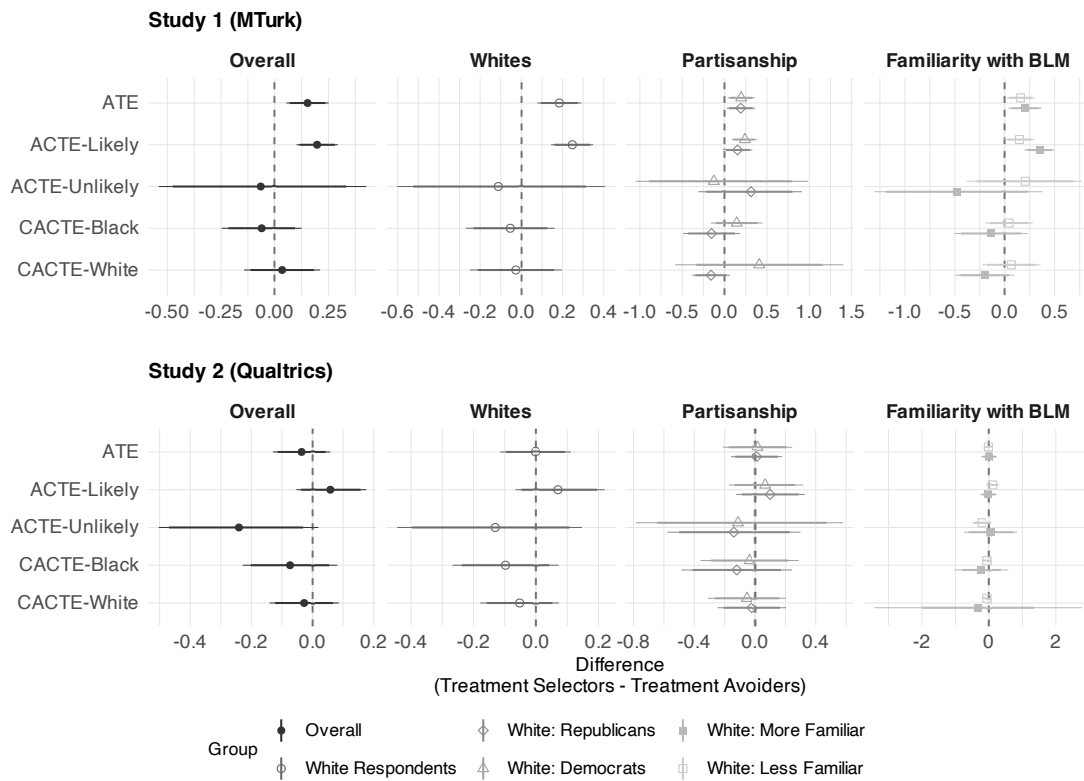 Study 1 (MTurk)
Overall Whites Partisanship Familiarity with BLM
ATE
ACTE-Likely
ACTE-Unlikely
CACTE-Black
CACTE-White
-0.50 0.00 0.25 -0.6 -0.4 -0.2 0.0 0.2 0.4 -1.0 -0.5 0.0 0.5 1.0 1.5 -1.0 -0.5 0.0 0.5
Study 2 (Qualtrics)
Overall Whites Partisanship Familiarity with BLM
ATE
ACTE-Likely
ACTE-Unlikely
CACTE-Black
CACTE-White
-0.4 -0.2 0.0 0.2 -0.4 -0.2 0.0 0.2 -0.8 -0.4 0.0 0.4 -2 0 2
Difference
(Treatment Selectors - Treatment Avoiders)
Group
Overall White: Republicans White: More Familiar
White Respondents White: Democrats White: Less Familiar